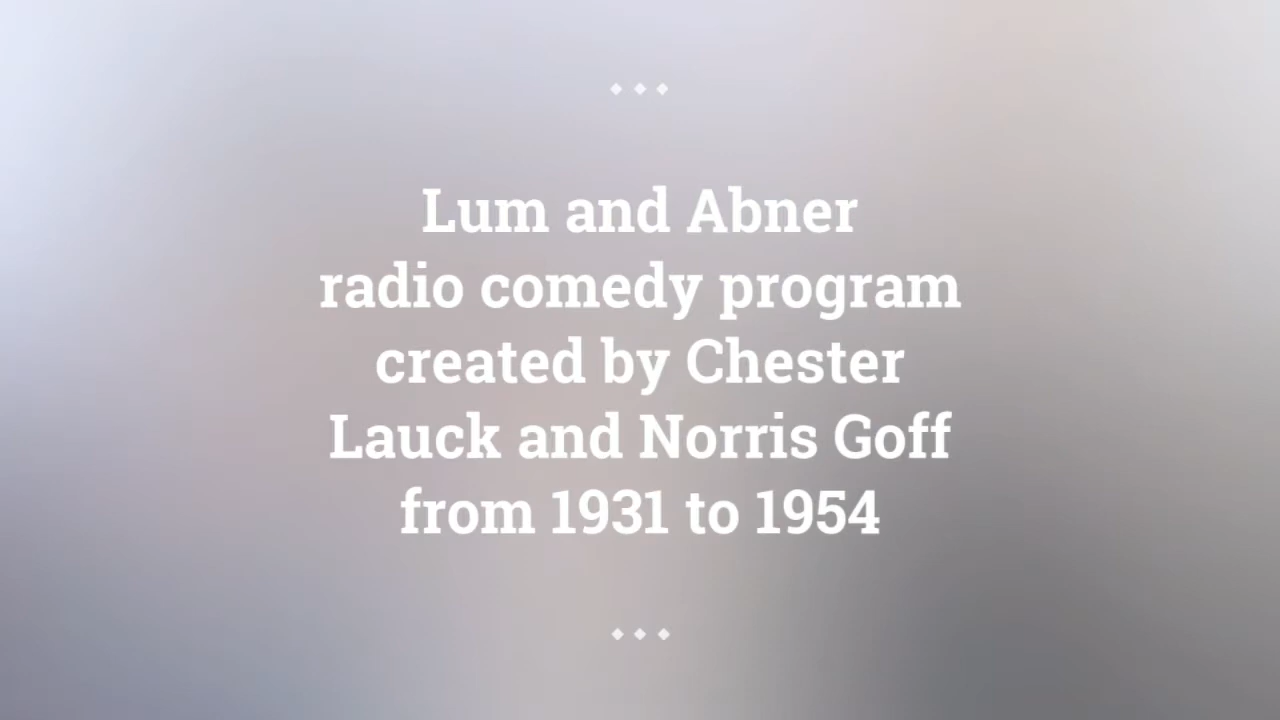 Lum and Abner
radio comedy program
created by Chester
Lauck and Norris Goff
from 1931 to 1954